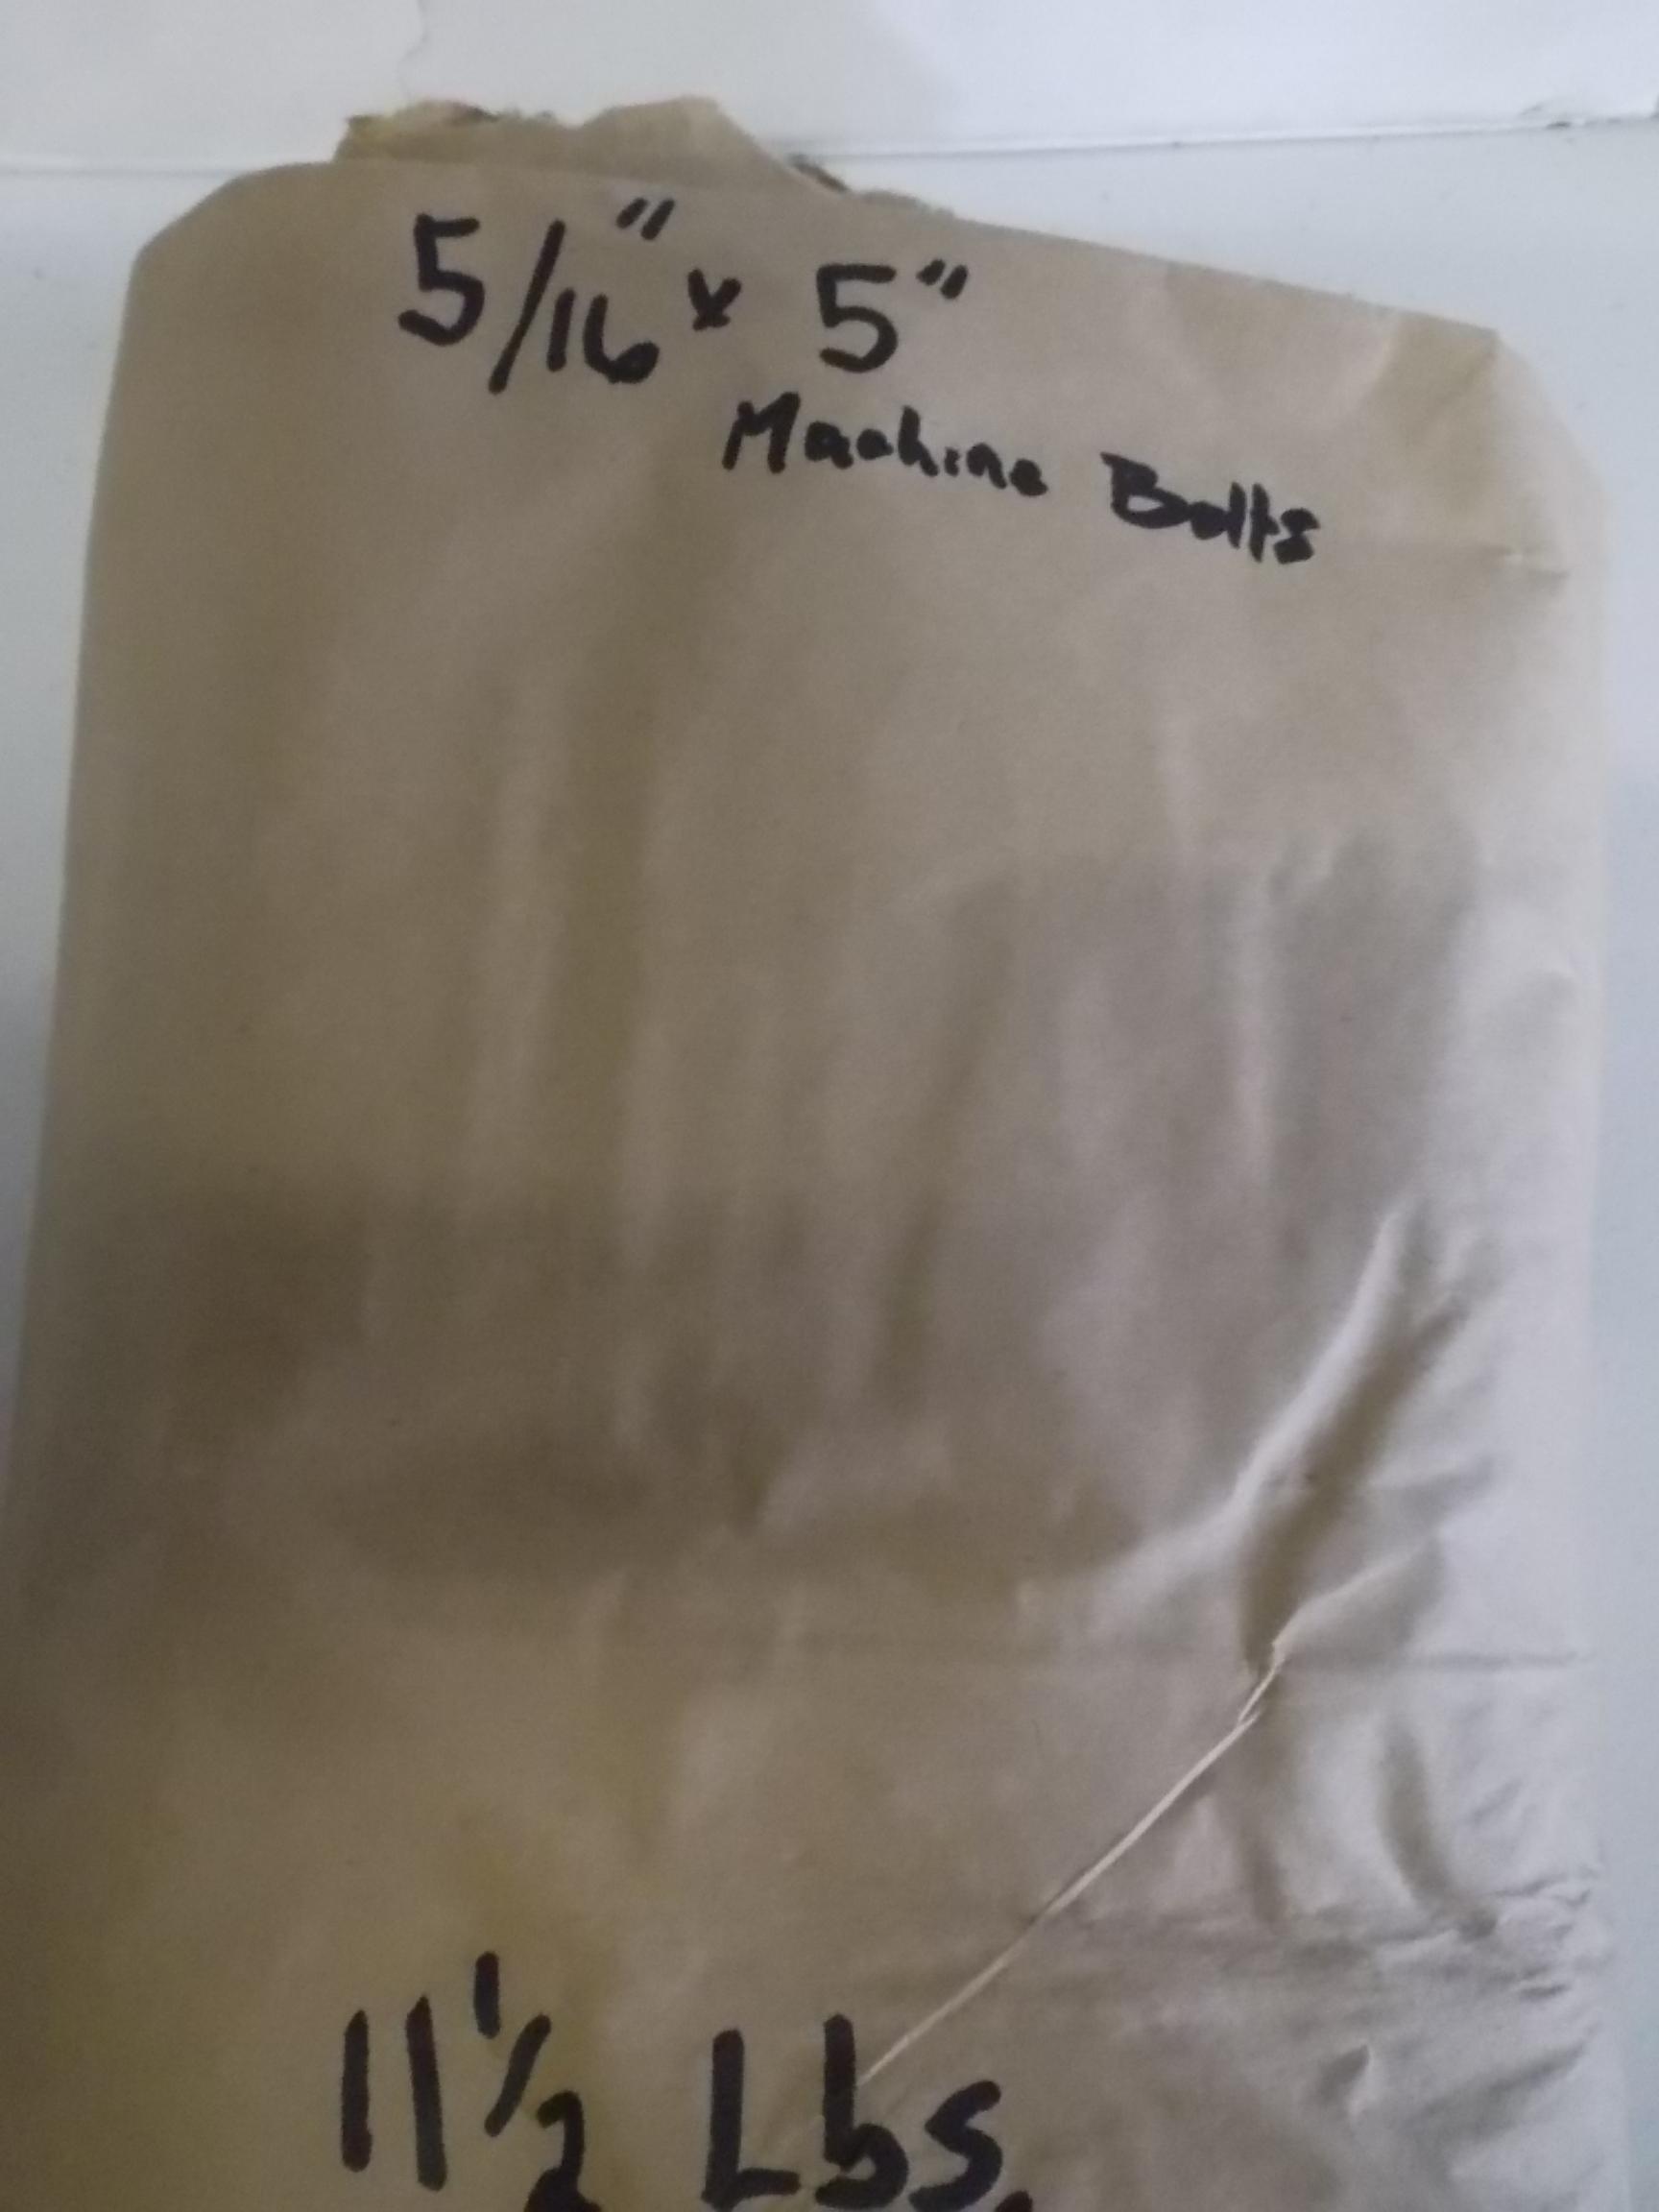 5/16" x 5"
Machine Bolts
11 1/2 Lbs.